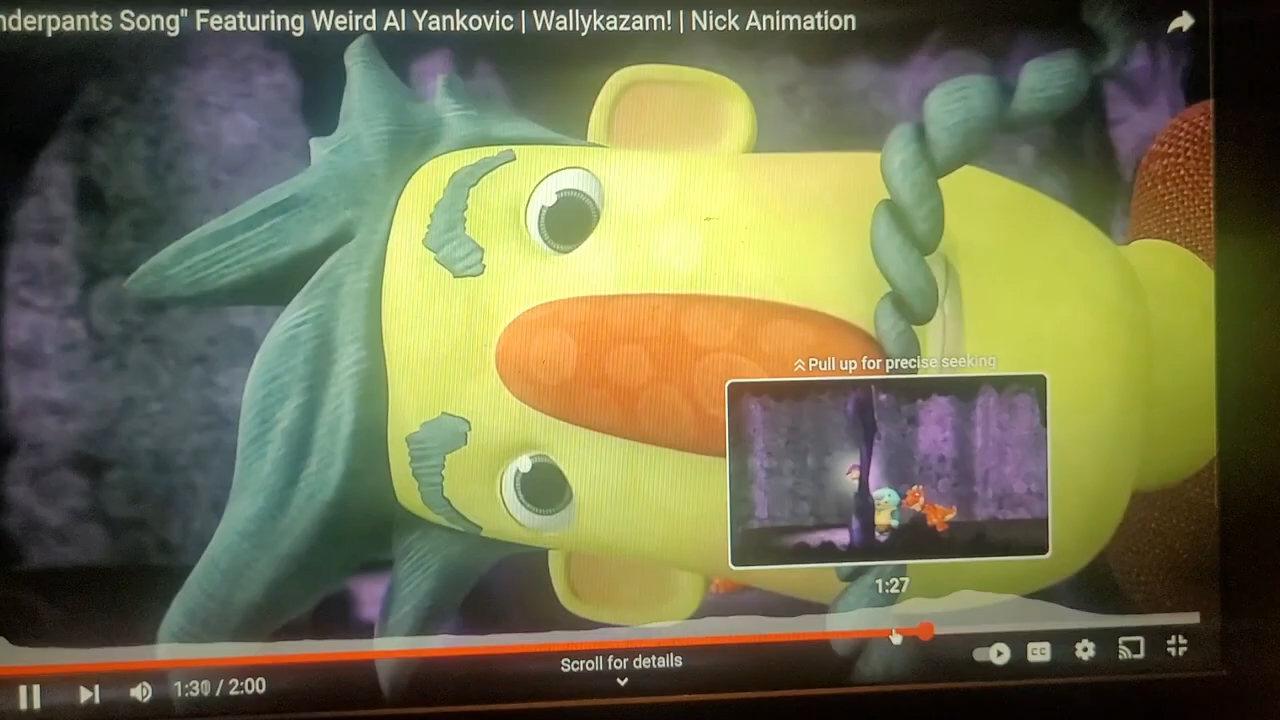 nderpants Song" Featuring Weird Al Yankovic | Wallykazam! | Nick Animation
Pull up for precise seeking
1:27
Scroll for details
1:30 / 2:00
CC